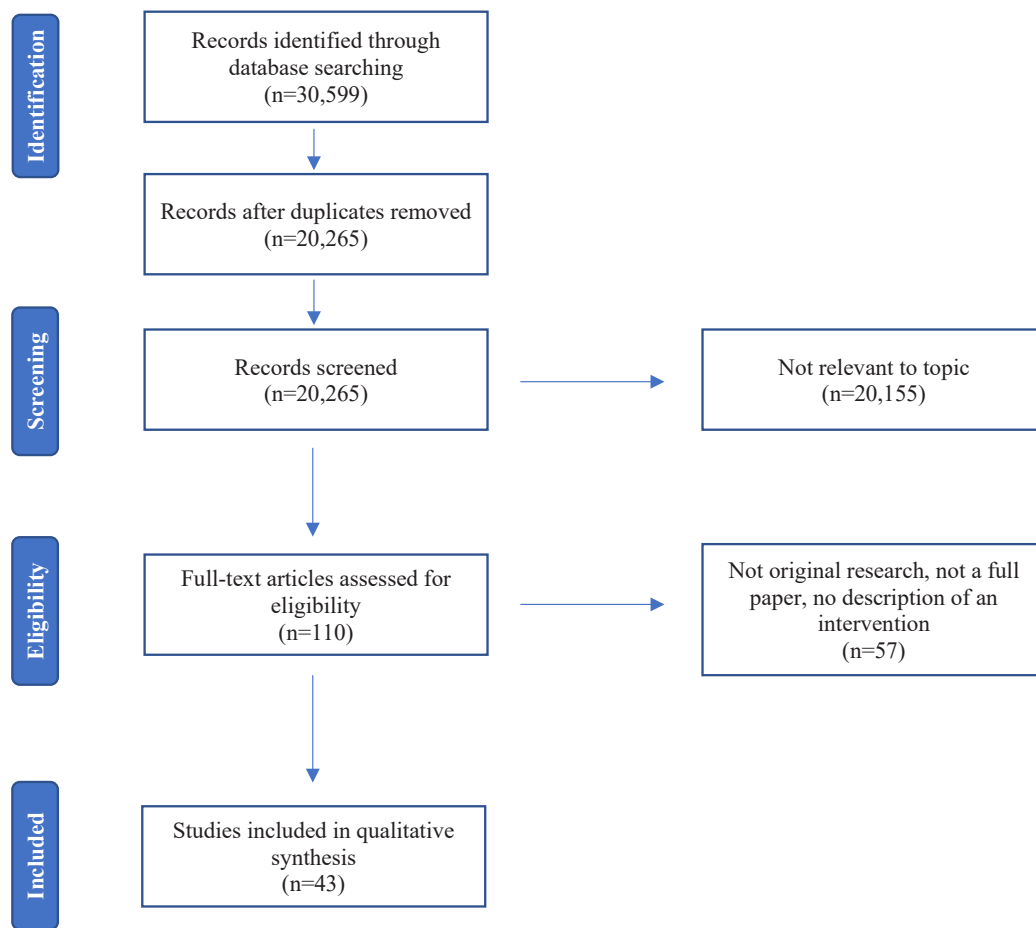 Identification
Records identified through
database searching
(n=30,599)
Records after duplicates removed
(n=20,265)
Screening
Records screened
(n=20,265)
Not relevant to topic
(n=20,155)
Eligibility
Full-text articles assessed for
eligibility
(n=110)
Not original research, not a full
paper, no description of an
intervention
(n=57)
Included
Studies included in qualitative
synthesis
(n=43)